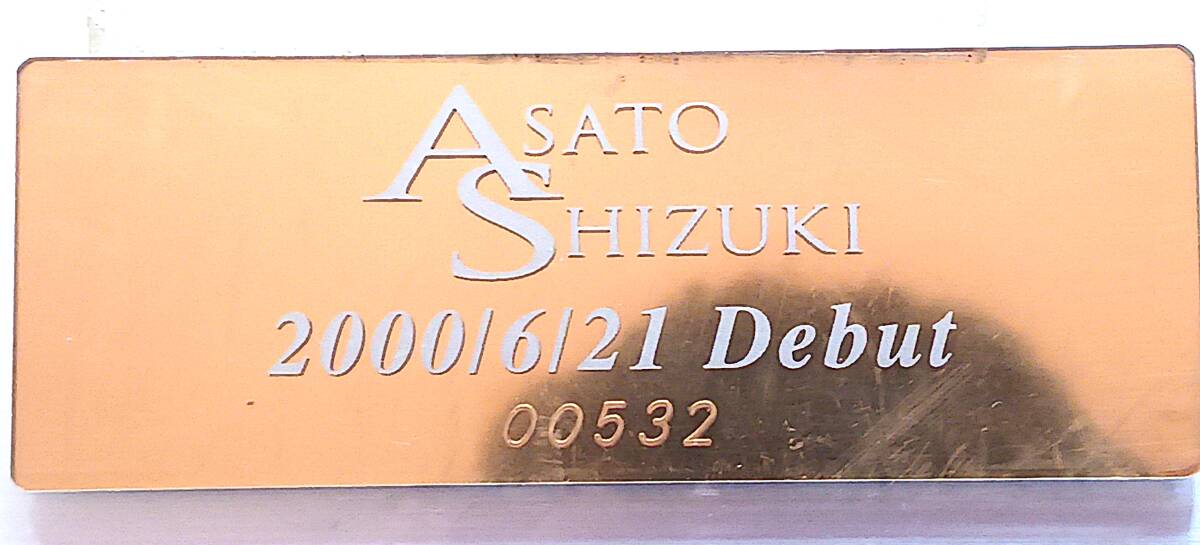 ASATO
SHIZUKI
2000/6/21 Debut
00532